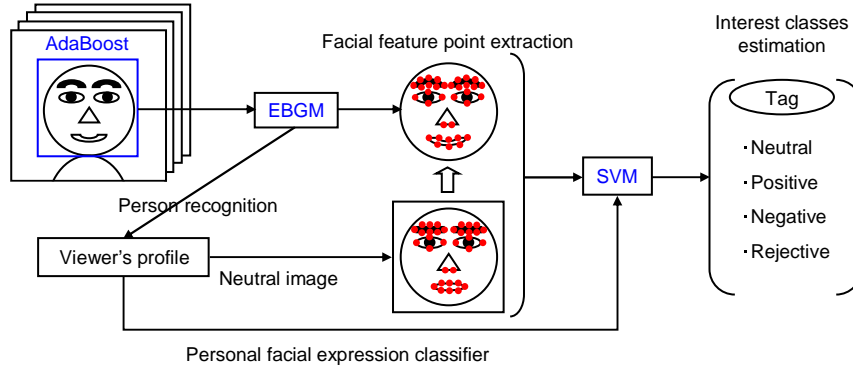 AdaBoost
Facial feature point extraction
Interest classes
estimation
EBGM
Tag
SVM
・Neutral
・Positive
・Negative
・Rejective
Person recognition
Viewer's profile
Neutral image
Personal facial expression classifier